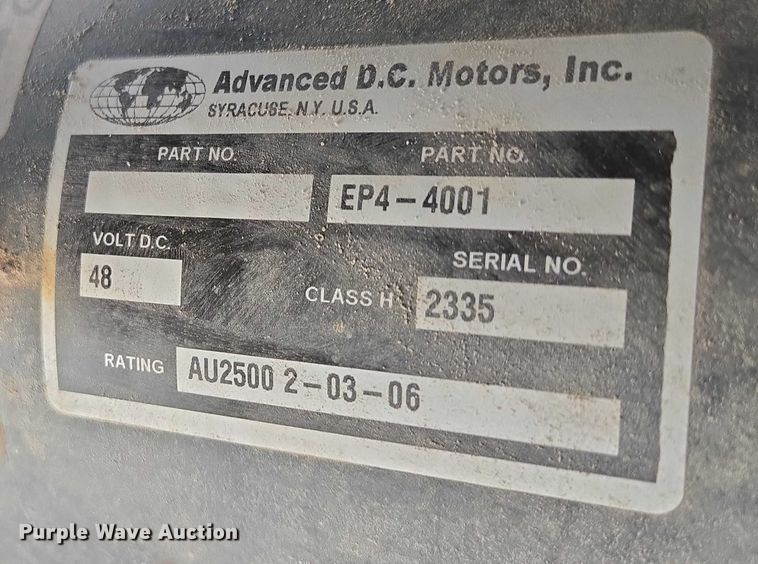 Advanced D.C. Motors, Inc.
SYRACUSE, N.Y. U.S.A.
PART NO. PART NO.
EP4-4001
VOLT D.C. SERIAL NO.
48 CLASS H 2335
RATING AU2500 2-03-06
Purple Wave Auction